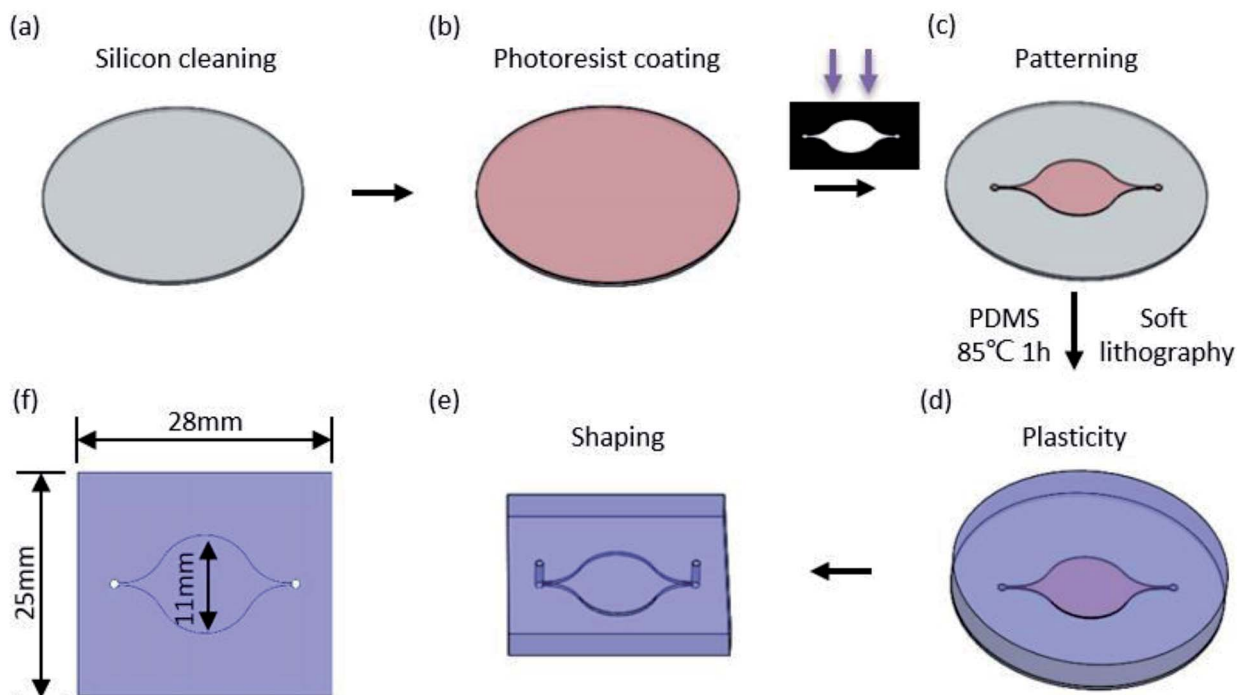 (a)
Silicon cleaning
(b)
Photoresist coating
(c)
Patterning
PDMS
85℃ 1h
Soft
lithography
(f)
28mm
25mm
11mm
(e)
Shaping
(d)
Plasticity